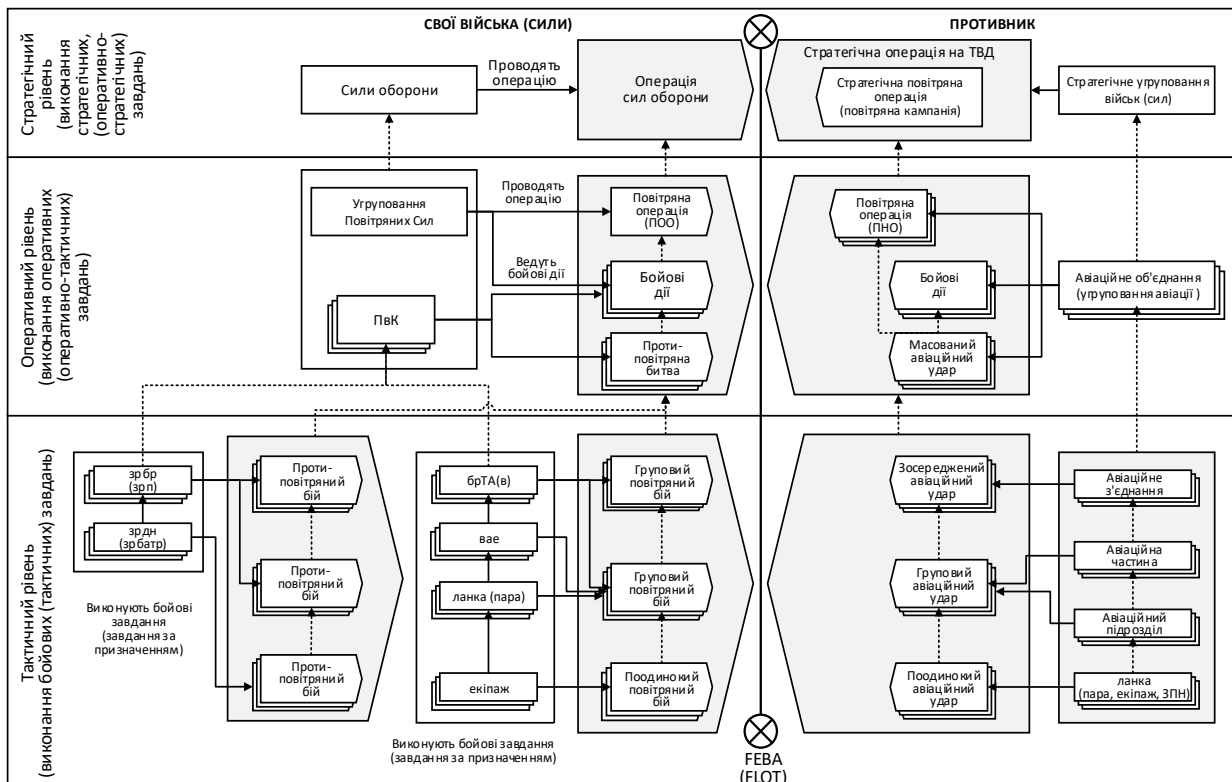 СВОЇ ВІЙСЬКА (СИЛИ)
ПРОТИВНИК
Стратегічний
рівень
(виконання
стратегічних,
(оперативно-
стратегічних)
завдань)
Сили оборони
Проводять
операцію
Операція
сил оборони
Стратегічна операція на ТВД
Стратегічна повітряна
операція
(повітряна кампанія)
Стратегічне угруповання
військ (сил)
Оперативний рівень
(виконання оперативних
(оперативно-тактичних)
завдань)
Угруповання
Повітряних Сил
Проводять
операцію
Повітряна
операція
(ПОО)
Ведуть
бойові дії
Бойові
дії
ПвК
Проти-
повітряна
битва
Повітряна
операція
(ПНО)
Бойові
дії
Масований
авіаційний
удар
Авіаційне об'єднання
(угруповання авіації )
Тактичний рівень
(виконання бойових (тактичних) завдань)
зрбр
(зрп)
зрдн
(зрбатр)
Виконують бойові
завдання
(завдання за
призначенням)
Проти-
повітряний
бій
Проти-
повітряний
бій
Проти-
повітряний
бій
брТА(в)
вае
ланка (пара)
екіпаж
Виконують бойові завдання
(завдання за призначенням)
Груповий
повітряний
бій
Груповий
повітряний
бій
Поодинокий
повітряний
бій
Зосереджений
авіаційний
удар
Груповий
авіаційний
удар
Поодинокий
авіаційний
удар
Авіаційне
з'єднання
Авіаційна
частина
Авіаційний
підрозділ
ланка
(пара, екіпаж, ЗПН)
FEBA
(FLOT)